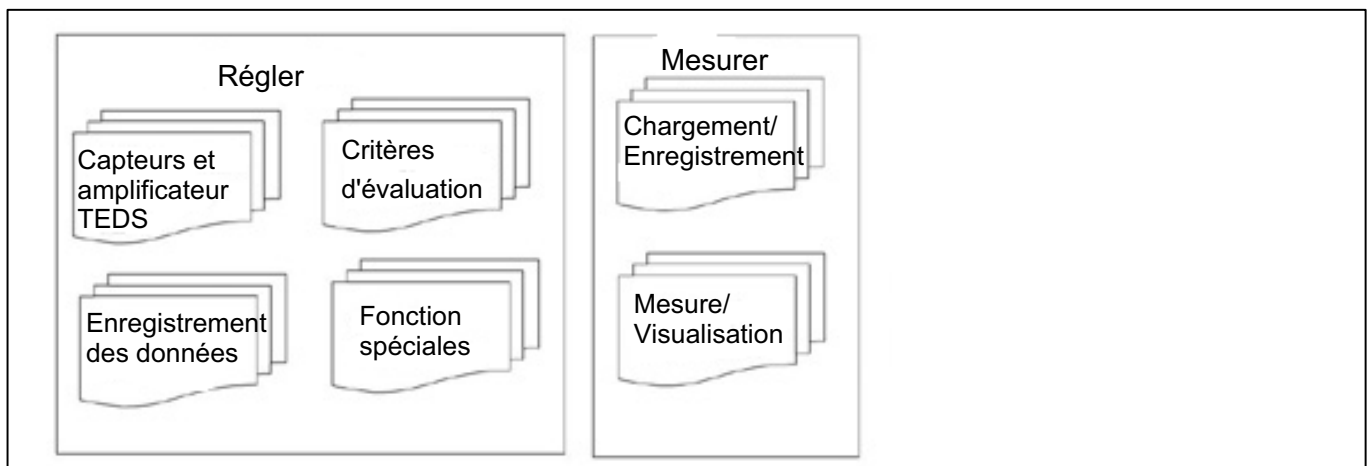 Régler
Capteurs et
amplificateur
TEDS
Critères
d'évaluation
Enregistrement
des données
Fonction
spéciales
Mesurer
Chargement/
Enregistrement
Mesure/
Visualisation